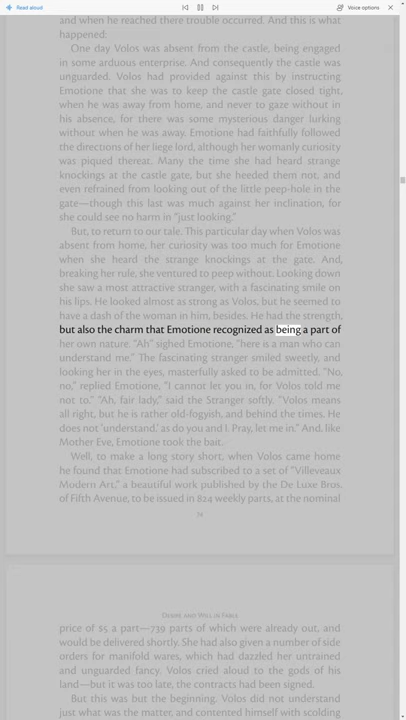 Read aloud
Voice options
and when he reached there trouble occurred. And this is what
happened:
One day Volos was absent from the castle, being engaged
in some arduous enterprise. And consequently the castle was
unguarded. Volos had provided against this by instructing
Emotione that she was to keep the castle gate closed tight,
when he was away from home, and never to gaze without in
his absence, for there was some mysterious danger lurking
without when he was away. Emotione had faithfully followed
the directions of her liege lord, although her womanly curiosity
was piqued thereat. Many the time she had heard strange
knockings at the castle gate, but she heeded them not, and
even refrained from looking out of the little peep-hole in the
gate—though this last was much against her inclination, for
she could see no harm in "just looking."
But, to return to our tale. This particular day when Volos was
absent from home, her curiosity was too much for Emotione
when she heard the strange knockings at the gate. And,
breaking her rule, she ventured to peep without. Looking down
she saw a most attractive stranger, with a fascinating smile on
his lips. He looked almost as strong as Volos, but he seemed to
have a dash of the woman in him, besides. He had the strength,
but also the charm that Emotione recognized as being a part of
her own nature. "Ah" sighed Emotione, "here is a man who can
understand me." The fascinating stranger smiled sweetly, and
looking her in the eyes, masterfully asked to be admitted. "No,
no," replied Emotione, "I cannot let you in, for Volos told me
not to." "Ah, fair lady," said the Stranger softly. "Volos means
all right, but he is rather old-fogyish, and behind the times. He
does not 'understand,' as do you and I. Pray, let me in." And, like
Mother Eve, Emotione took the bait.
Well, to make a long story short, when Volos came home
he found that Emotione had subscribed to a set of "Villeveaux
Modern Art," a beautiful work published by the De Luxe Bros.
of Fifth Avenue, to be issued in 824 weekly parts, at the nominal
Desire and Will in Fable
price of $5 a part—739 parts of which were already out, and
would be delivered shortly. She had also given a number of side
orders for manifold wares, which had dazzled her untrained
and unguarded fancy. Volos cried aloud to the gods of his
land—but it was too late, the contracts had been signed.
But this was but the beginning. Volos did not understand
just what was the matter, and contented himself with scolding